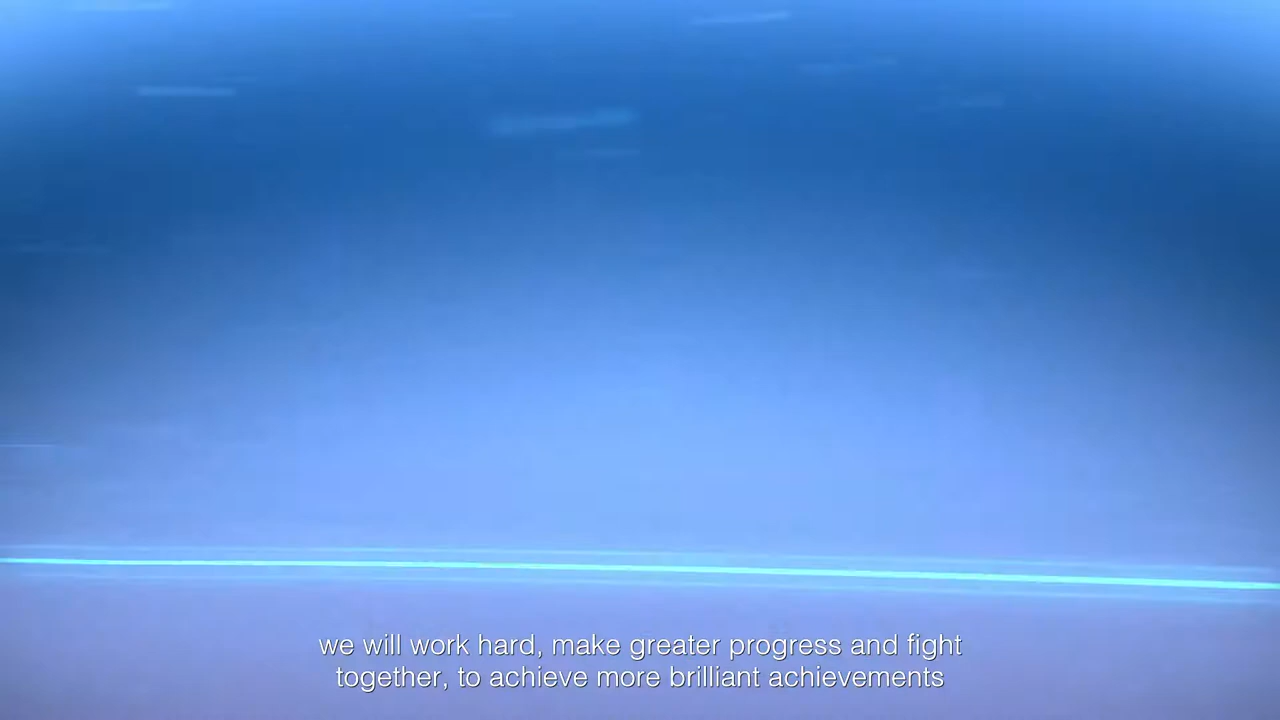 we will work hard, make greater progress and fight
together, to achieve more brilliant achievements